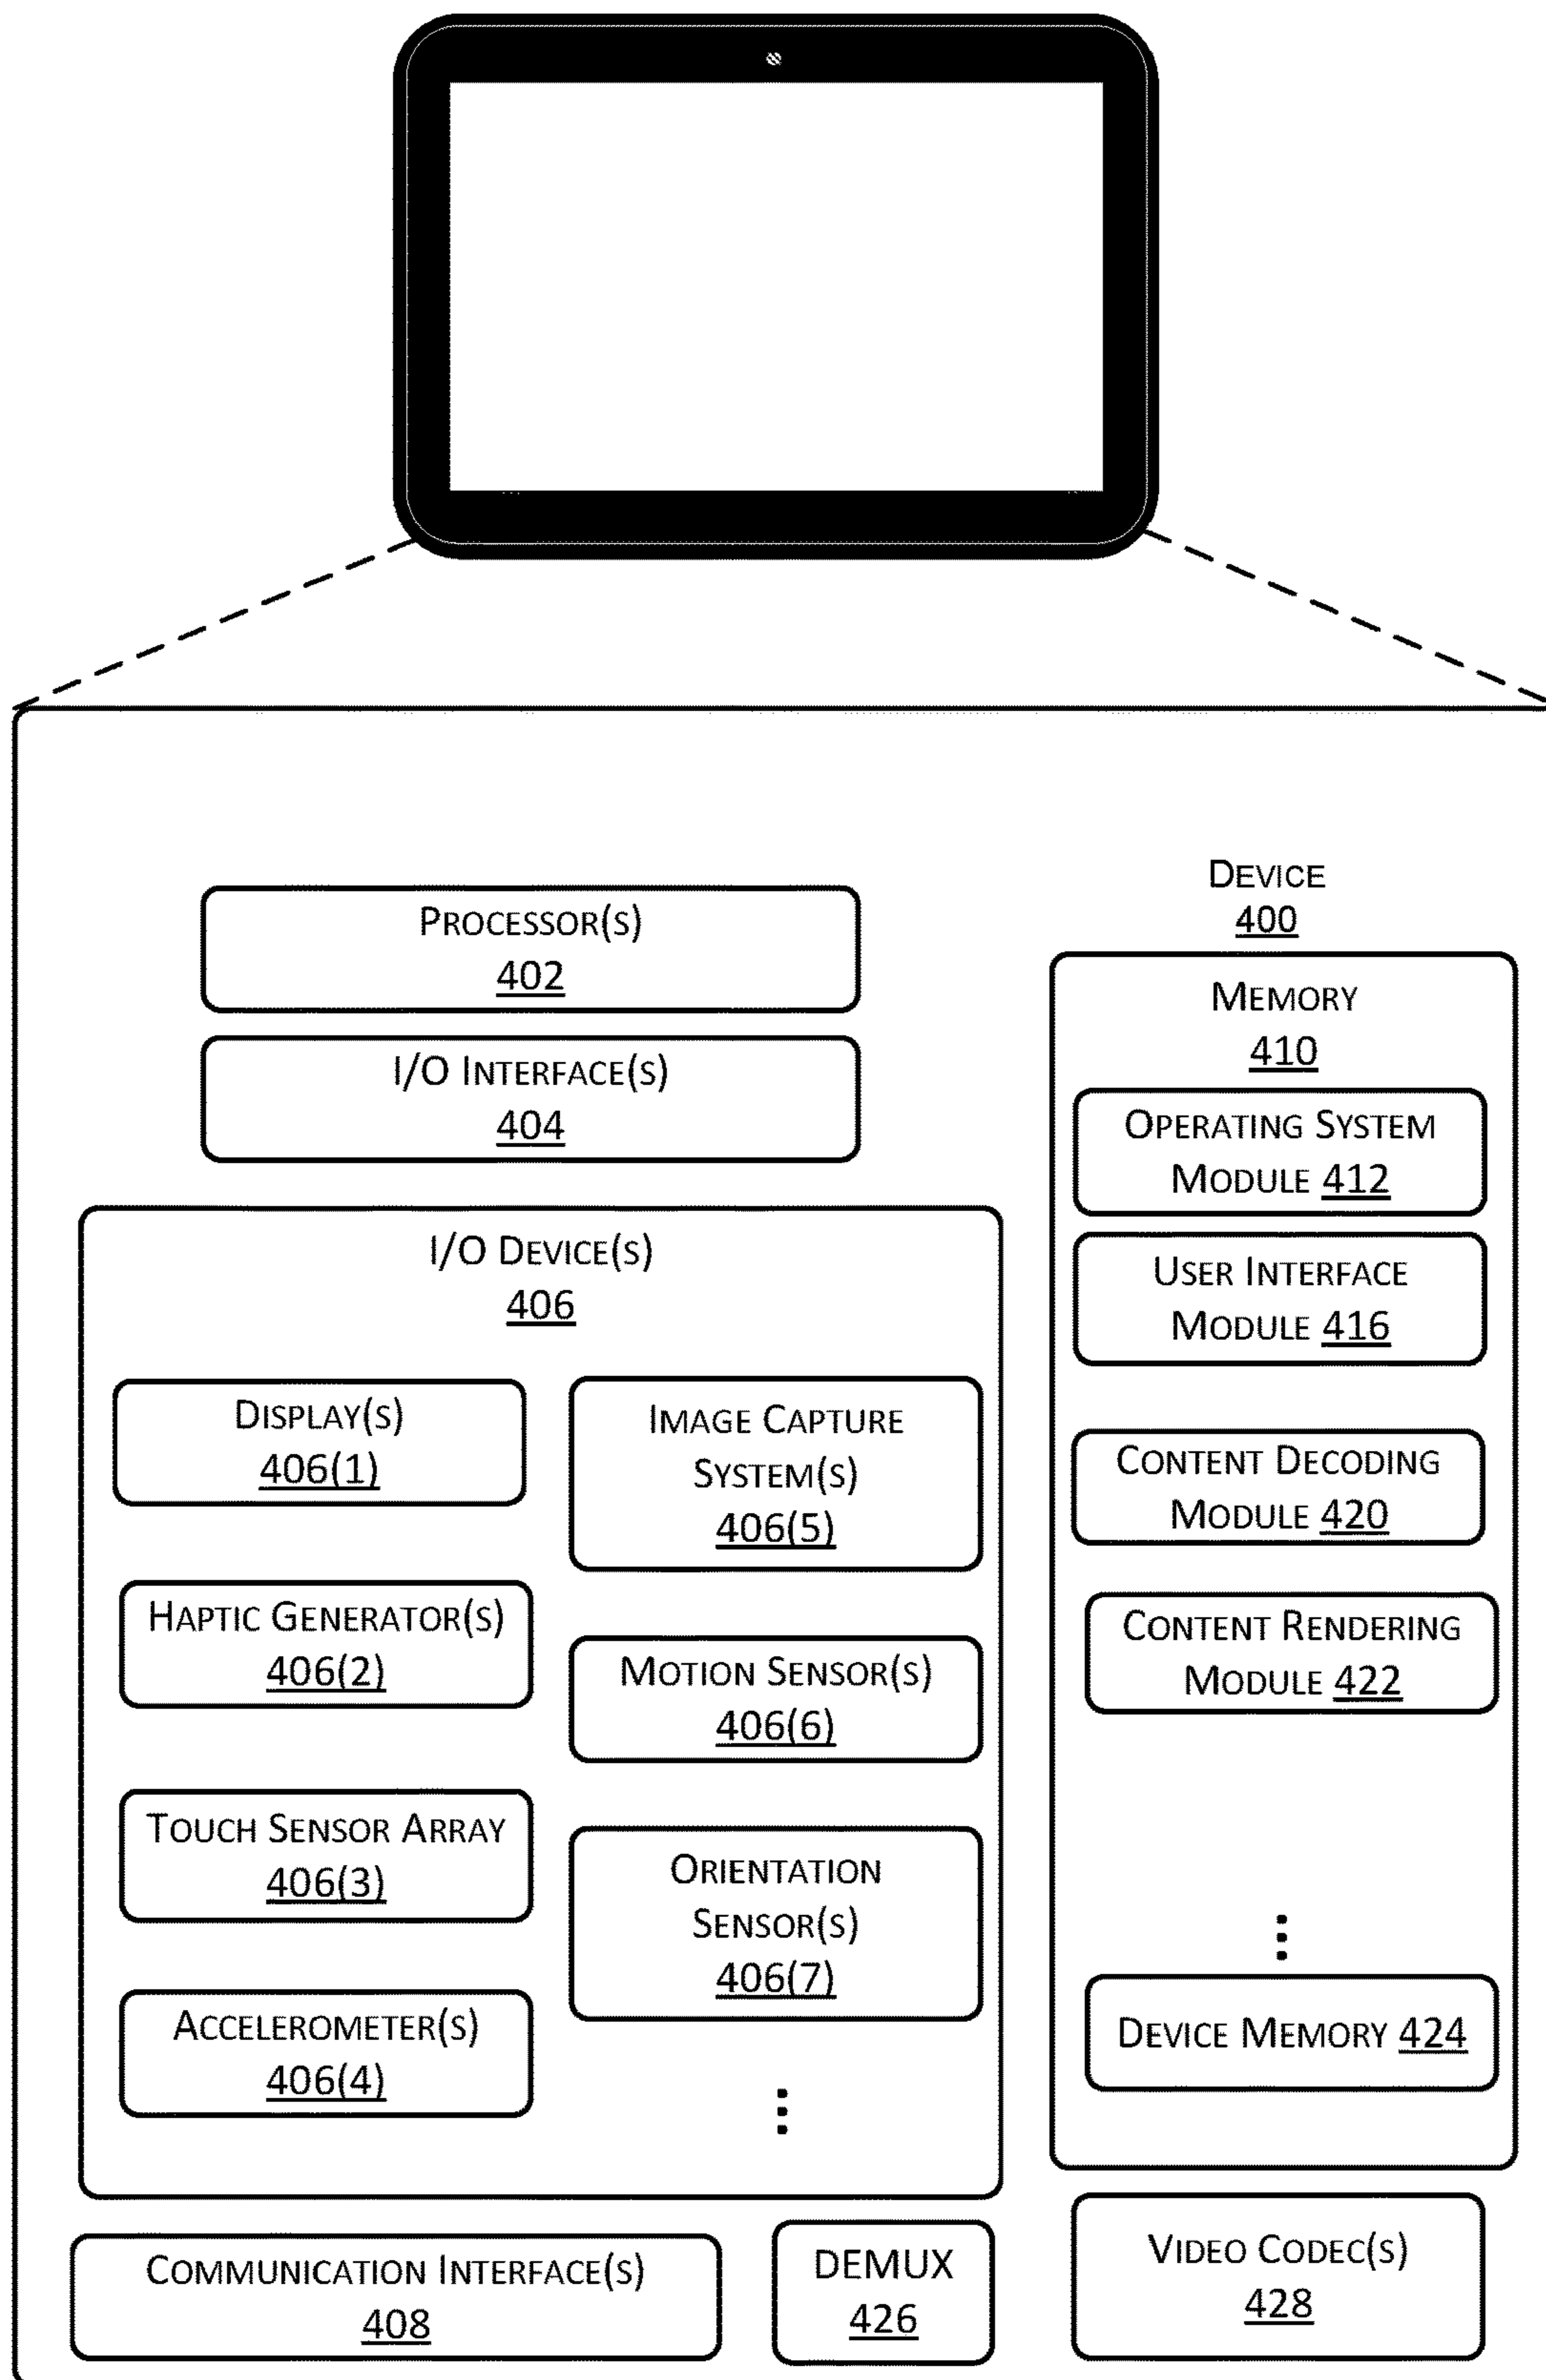 DEVICE
400
PROCESSOR(S)
402
I/O INTERFACE(S)
404
I/O DEVICE(S)
406
DISPLAY(S)
406(1)
HAPTIC GENERATOR(S)
406(2)
TOUCH SENSOR ARRAY
406(3)
ACCELEROMETER(S)
406(4)
IMAGE CAPTURE
SYSTEM(S)
406(5)
MOTION SENSOR(S)
406(6)
ORIENTATION
SENSOR(S)
406(7)
MEMORY
410
OPERATING SYSTEM
MODULE 412
USER INTERFACE
MODULE 416
CONTENT DECODING
MODULE 420
CONTENT RENDERING
MODULE 422
DEVICE MEMORY 424
COMMUNICATION INTERFACE(S)
408
DEMUX
426
VIDEO CODEC(S)
428